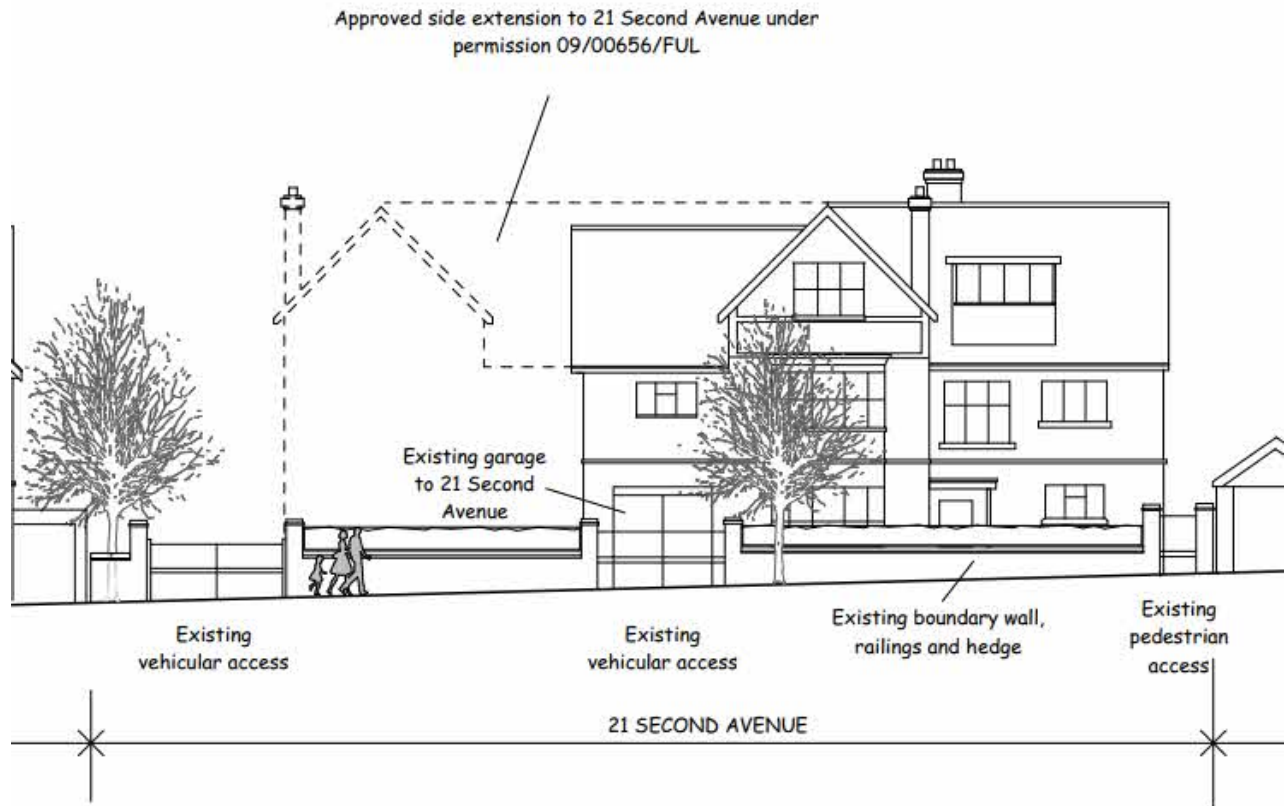 Approved side extension to 21 Second Avenue under
permission 09/00656/FUL
Existing garage
to 21 Second
Avenue
Existing
vehicular access
Existing
vehicular access
Existing boundary wall,
railings and hedge
Existing
pedestrian
access
21 SECOND AVENUE